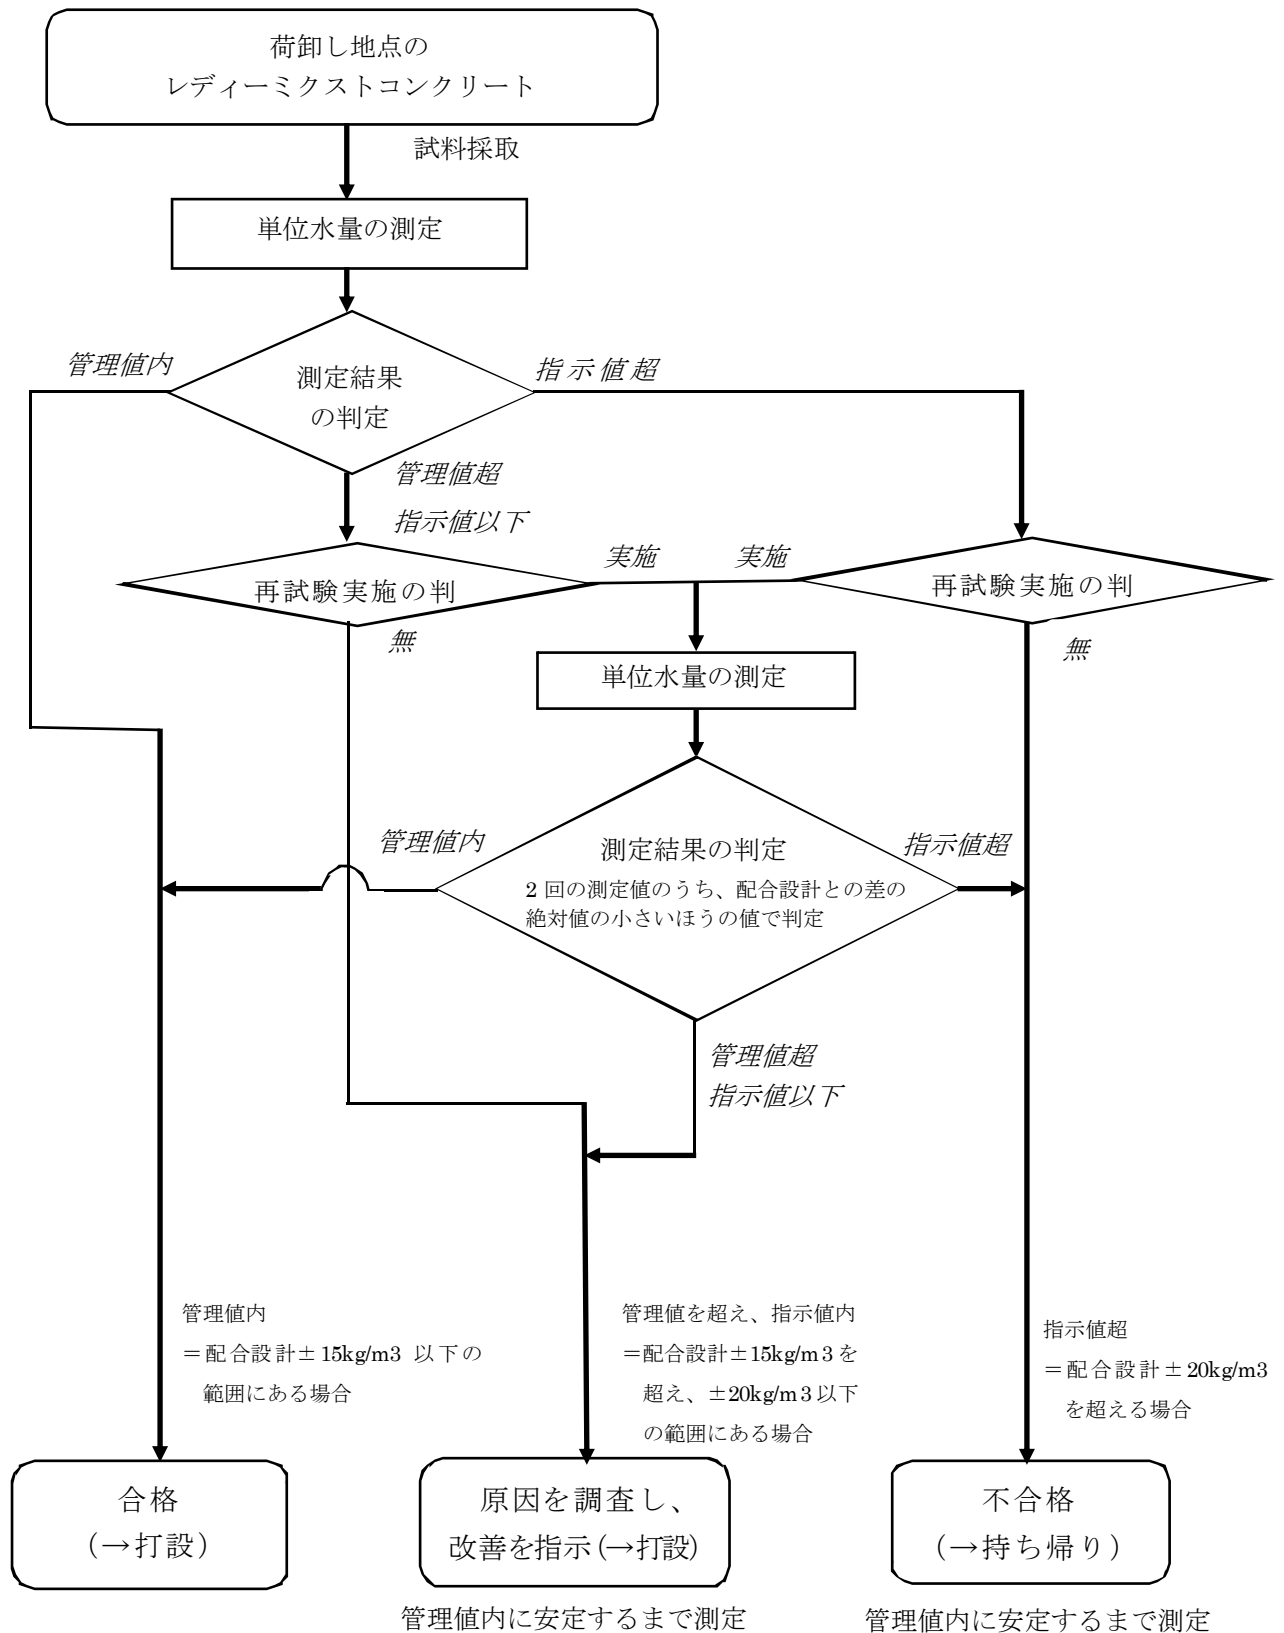 荷卸し地点の
レディーミクストコンクリート
試料採取
単位水量の測定
管理値内
測定結果
の判定
指示値超
管理値超
指示値以下
再試験実施の判
実施
実施
再試験実施の判
無
無
単位水量の測定
管理値内
測定結果の判定
2 回の測定値のうち、配合設計との差の
絶対値の小さいほうの値で判定
指示値超
管理値超
指示値以下
管理値内
＝配合設計±15kg/m3 以下の
範囲にある場合
管理値を超え、指示値内
＝配合設計±15kg/m3を
超え、±20kg/m3以下
の範囲にある場合
指示値超
＝配合設計±20kg/m3
を超える場合
合格
（→打設）
原因を調査し、
改善を指示（→打設）
不合格
（→持ち帰り）
管理値内に安定するまで測定
管理値内に安定するまで測定